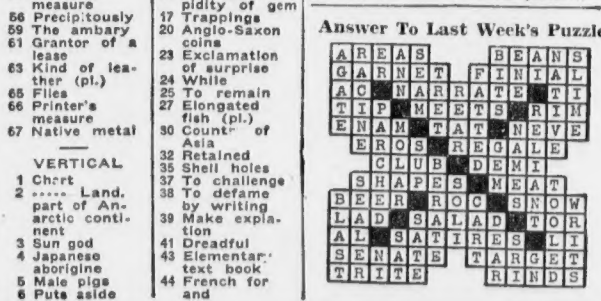 measure
56 Precipitously
59 The ambary
61 Grantor of a
lease
63 Kind of lea-
ther (pl.)
65 Flies
66 Printer's
measure
67 Native metal
VERTICAL
1 Chart
2 ..... Land,
part of An-
arctic conti-
nent
3 Sun god
4 Japanese
aborigine
5 Male pigs
6 Puts aside
pidity of gem
17 Trappings
20 Anglo-Saxon
coins
23 Exclamation
of surprise
24 While
25 To remain
27 Elongated
fish (pl.)
30 Country of
Asia
32 Retained
35 Shell holes
37 To challenge
38 To defame
by writing
39 Make expia-
tion
41 Dreadful
43 Elementary
text book
44 French for
and
Answer To Last Week's Puzzle
AREAS BEANS
GARNET FINIAL
AC NARRATE TI
TIP MEETS RIM
ENAM TAT NEVE
EROS REGALE
CLUB DEMI
SHAPES MEAT
BEER ROC SNOW
LAD SALAD TOR
AL SATIRES LI
SENATE TARGET
TRITE RINDS